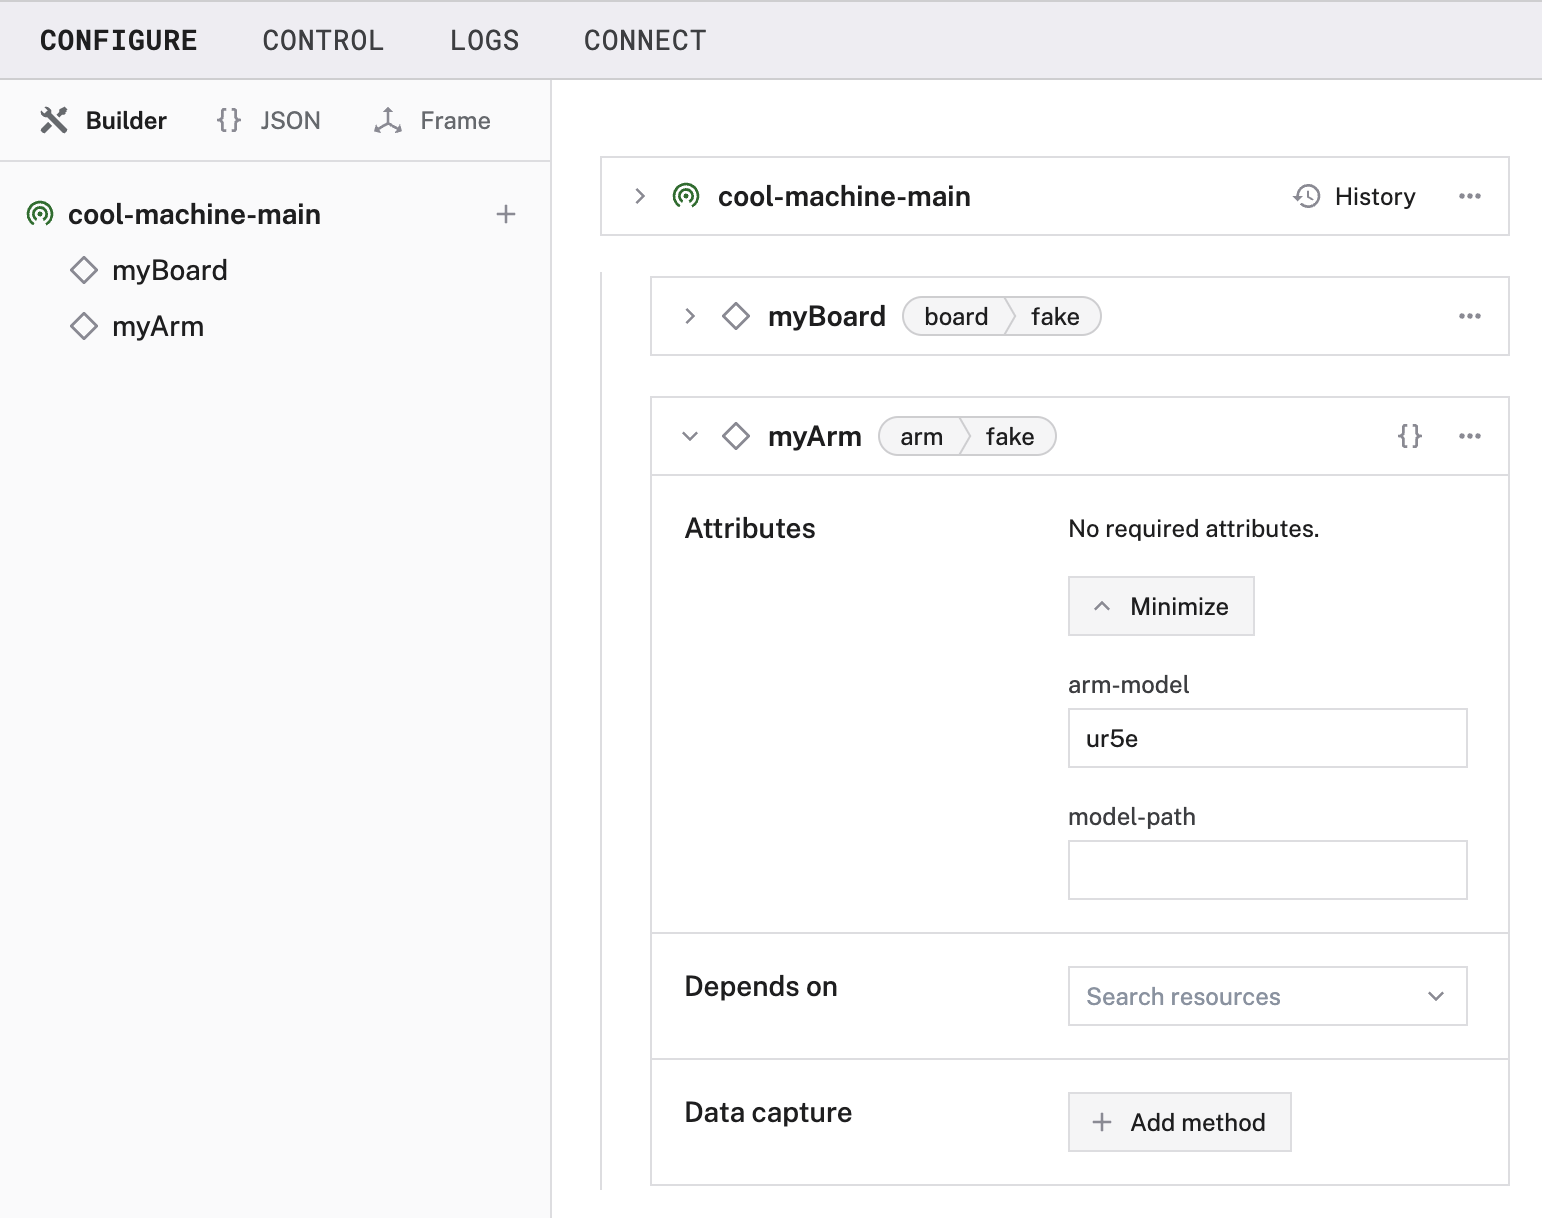 CONFIGURE CONTROL LOGS CONNECT
Builder {} JSON Frame
cool-machine-main
myBoard
myArm
cool-machine-main History
myBoard board fake
myArm arm fake {}
Attributes No required attributes.
Minimize
arm-model
ur5e
model-path
Depends on Search resources
Data capture Add method